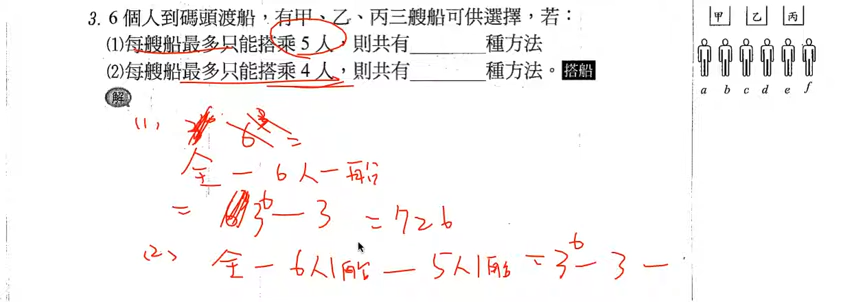 3. 6 個人到碼頭渡船，有甲、乙、丙三艘船可供選擇，若：
(1)每艘船最多只能搭乘 5 人，則共有______種方法
(2)每艘船最多只能搭乘 4 人，則共有______種方法。搭船
解
甲 乙 丙
a b c d e f
(1)
全 － 6人一船
= 3⁶ － 3 = 726
(2) 全 － 6人1船 － 5人1船 = 3⁶ － 3 －